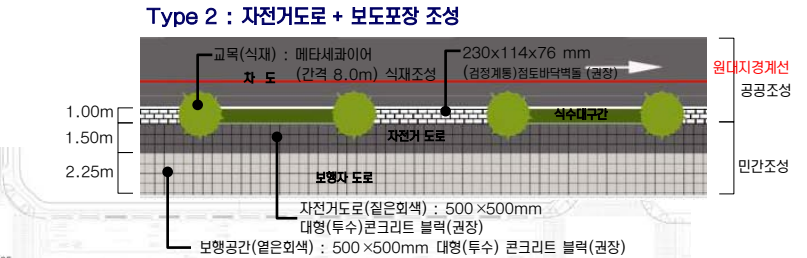 Type 2 : 자전거도로 + 보도포장 조성
교목(식재) : 메타세콰이어
(간격 8.0m) 식재조성
차 도
230x114x76 mm
(검정계통)점토바닥벽돌 (권장)
원대지경계선
공공조성
1.00m
식수대구간
1.50m
자전거 도로
2.25m
보행자 도로
민간조성
자전거도로(짙은회색) : 500×500mm
대형(투수)콘크리트 블럭(권장)
보행공간(옅은회색) : 500×500mm 대형(투수) 콘크리트 블럭(권장)